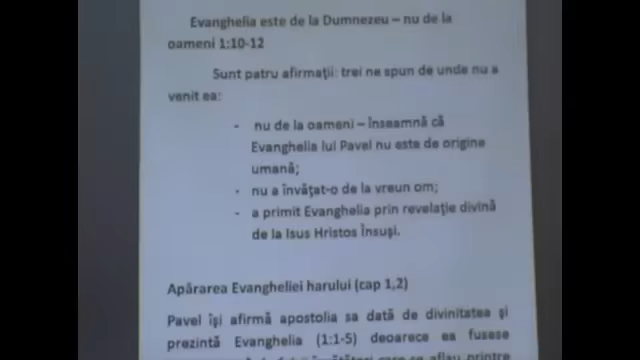 Evanghelia este de la Dumnezeu – nu de la
oameni 1:10-12
Sunt patru afirmaţii: trei ne spun de unde nu a
venit ea:
- nu de la oameni – înseamnă că
Evanghelia lui Pavel nu este de origine
umană;
- nu a învăţat-o de la vreun om;
- a primit Evanghelia prin revelaţie divină
de la Isus Hristos Însuşi.
Apărarea Evangheliei harului (cap 1,2)
Pavel îşi afirmă apostolia sa dată de divinitatea şi
prezintă Evanghelia (1:1-5) deoarece ea fusese
care se aflau printre